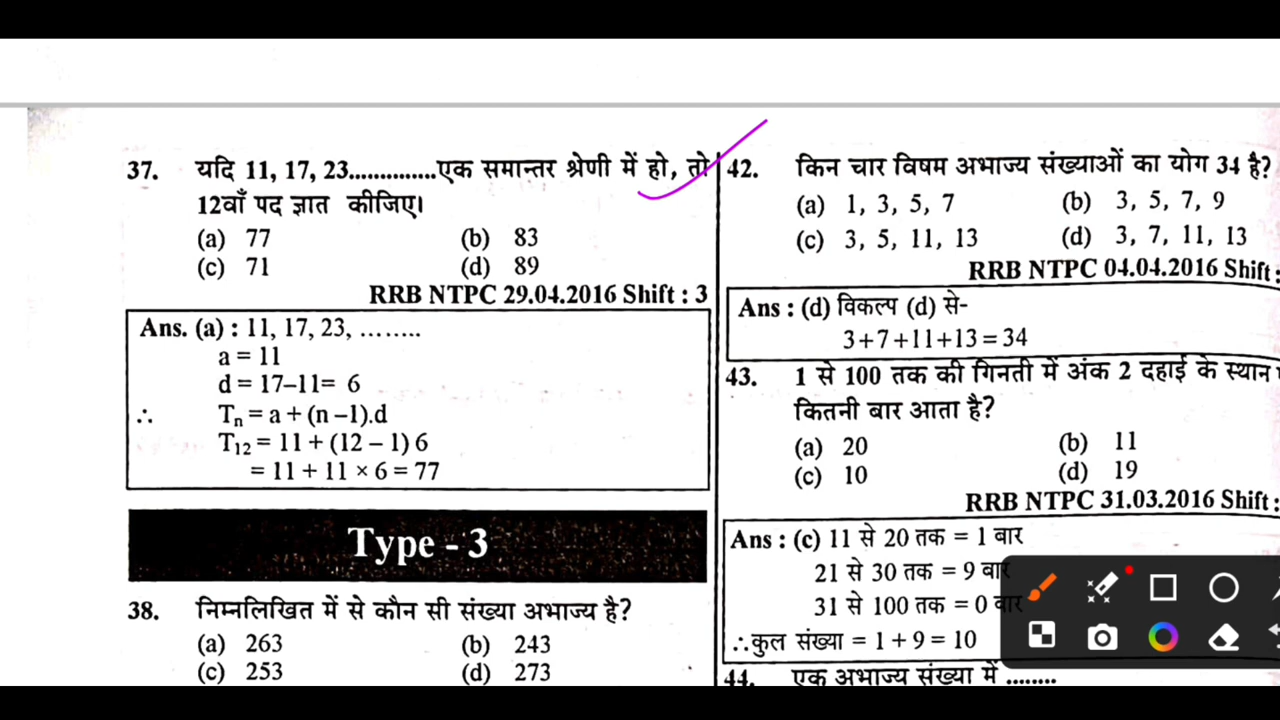 37. यदि 11, 17, 23...............एक समान्तर श्रेणी में हो, तो
12वाँ पद ज्ञात कीजिए।
(a) 77 (b) 83
(c) 71 (d) 89
RRB NTPC 29.04.2016 Shift : 3
Ans. (a) : 11, 17, 23, ........
a = 11
d = 17–11= 6
∴ Tₙ = a + (n –1).d
T₁₂ = 11 + (12 – 1) 6
= 11 + 11 × 6 = 77
Type - 3
38. निम्नलिखित में से कौन सी संख्या अभाज्य है?
(a) 263 (b) 243
(c) 253 (d) 273
42. किन चार विषम अभाज्य संख्याओं का योग 34 है?
(a) 1, 3, 5, 7 (b) 3, 5, 7, 9
(c) 3, 5, 11, 13 (d) 3, 7, 11, 13
RRB NTPC 04.04.2016 Shift :
Ans : (d) विकल्प (d) से-
3+7+11+13 = 34
43. 1 से 100 तक की गिनती में अंक 2 दहाई के स्थान
कितनी बार आता है?
(a) 20 (b) 11
(c) 10 (d) 19
RRB NTPC 31.03.2016 Shift :
Ans : (c) 11 से 20 तक = 1 बार
21 से 30 तक = 9 बार
31 से 100 तक = 0 बार
∴कुल संख्या = 1 + 9 = 10
44. एक अभाज्य संख्या में ........